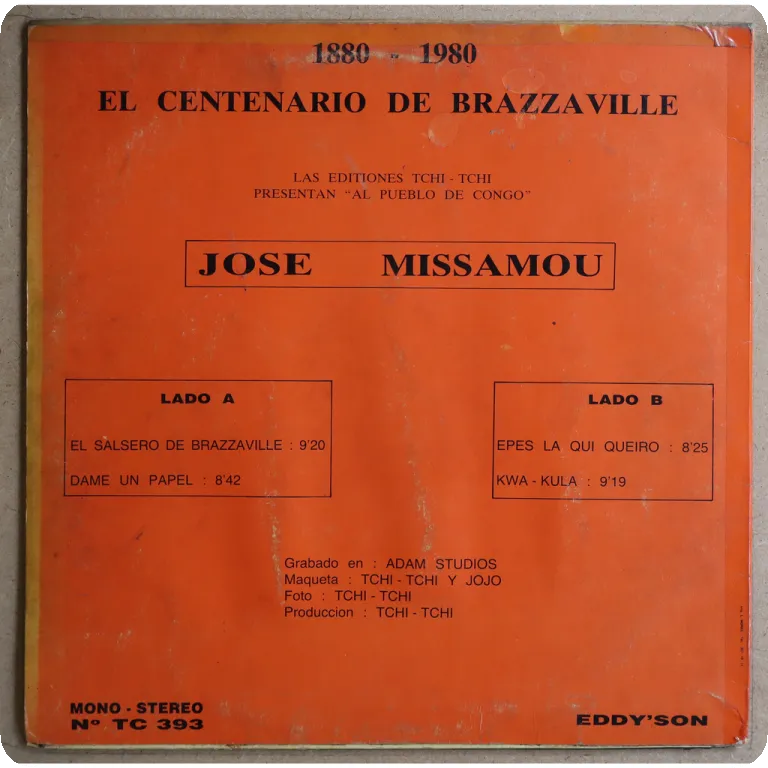 1880 - 1980
EL CENTENARIO DE BRAZZAVILLE
LAS EDITIONES TCHI - TCHI
PRESENTAN "AL PUEBLO DE CONGO"
JOSE MISSAMOU
LADO A
EL SALSERO DE BRAZZAVILLE : 9'20
DAME UN PAPEL : 8'42
LADO B
EPES LA QUI QUEIRO : 8'25
KWA - KULA : 9'19
Grabado en : ADAM STUDIOS
Maqueta : TCHI - TCHI Y JOJO
Foto : TCHI - TCHI
Produccion : TCHI - TCHI
MONO - STEREO
Nº TC 393
EDDY'SON